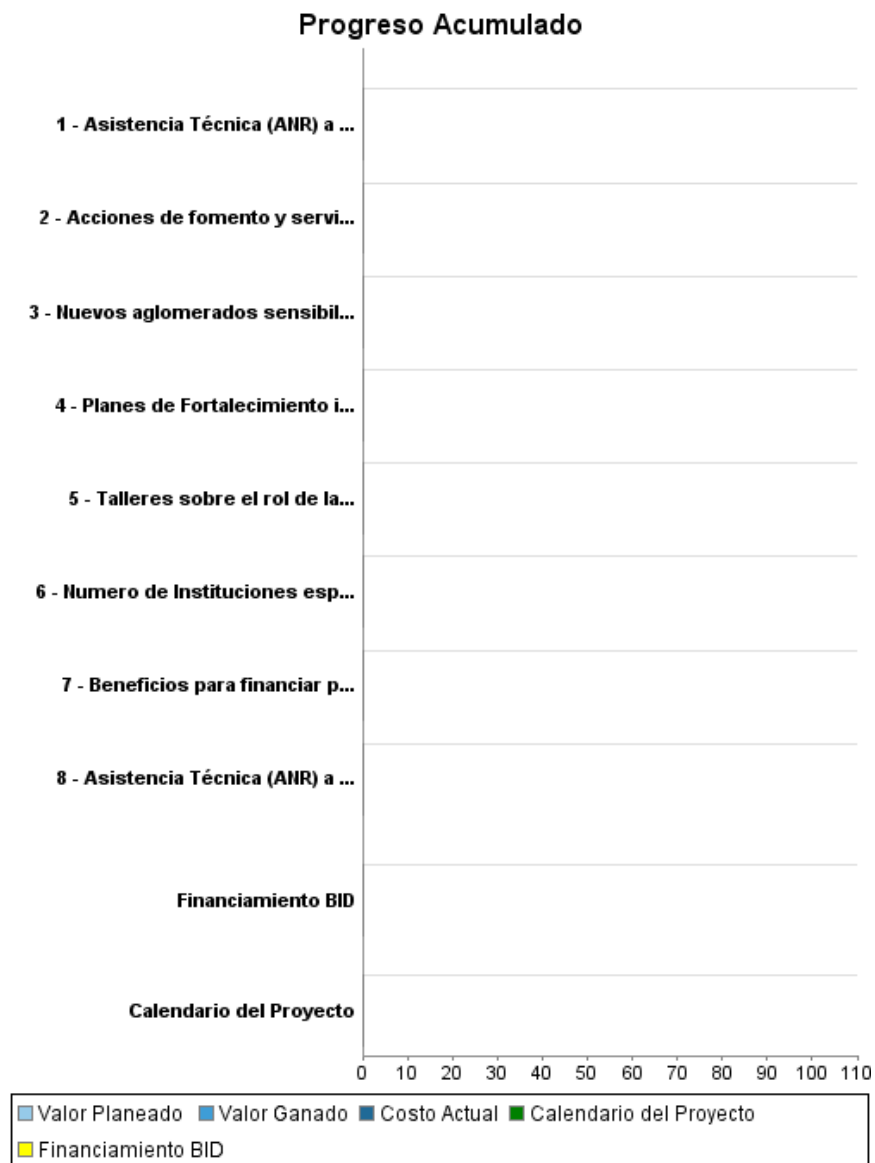 Progreso Acumulado
1 - Asistencia Técnica (ANR) a ...
2 - Acciones de fomento y servi...
3 - Nuevos aglomerados sensibil...
4 - Planes de Fortalecimiento i...
5 - Talleres sobre el rol de la...
6 - Numero de Instituciones esp...
7 - Beneficios para financiar p...
8 - Asistencia Técnica (ANR) a ...
Financiamiento BID
Calendario del Proyecto
0 10 20 30 40 50 60 70 80 90 100 110
Valor Planeado Valor Ganado Costo Actual Calendario del Proyecto
Financiamiento BID